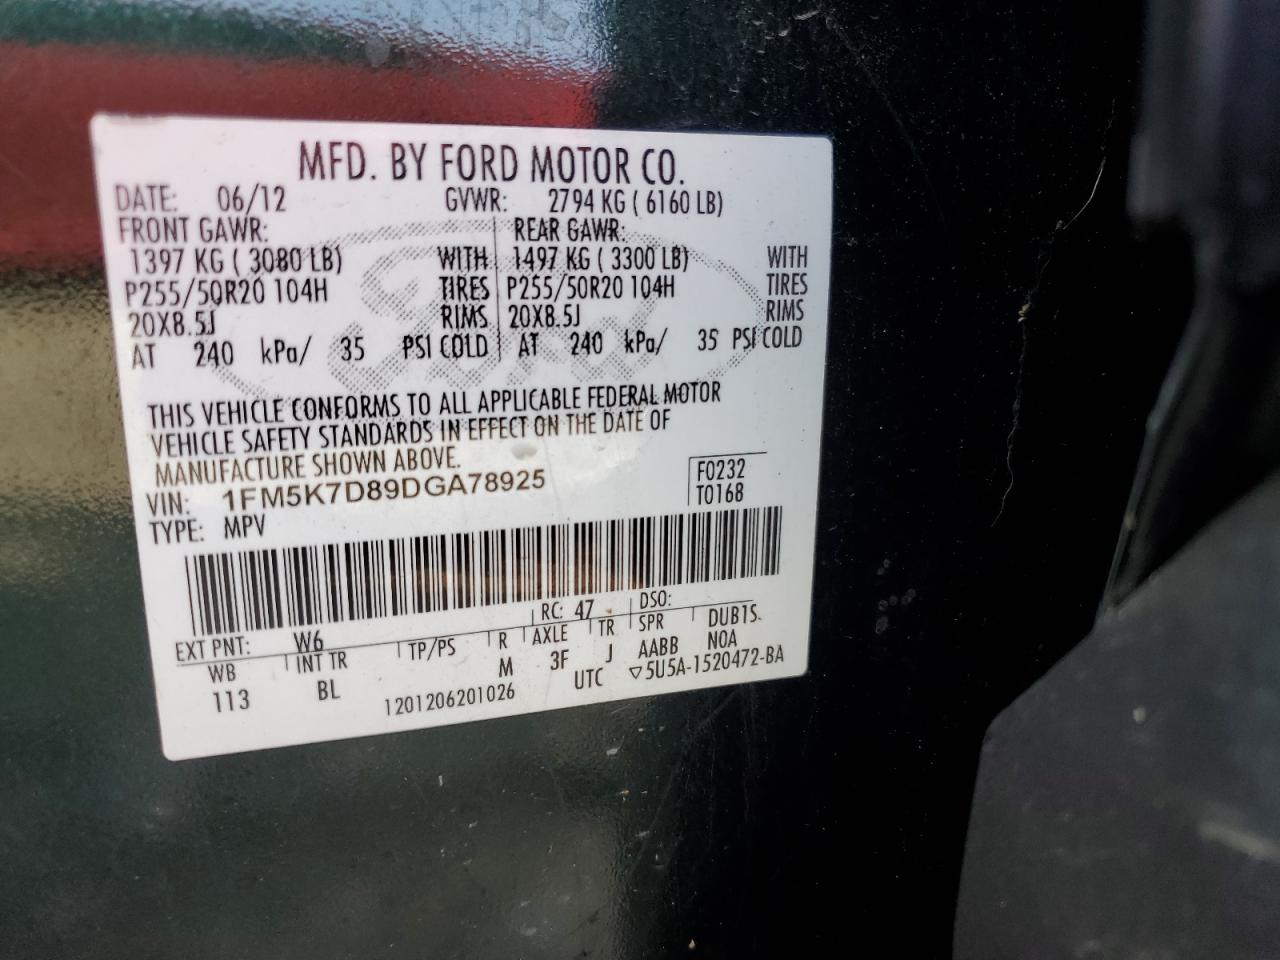 MFD. BY FORD MOTOR CO.
DATE: 06/12 GVWR: 2794 KG ( 6160 LB)
FRONT GAWR: REAR GAWR:
1397 KG ( 3080 LB) WITH 1497 KG ( 3300 LB) WITH
P255/50R20 104H TIRES P255/50R20 104H TIRES
20X8.5J RIMS 20X8.5J RIMS
AT 240 kPa/ 35 PSI COLD AT 240 kPa/ 35 PSI COLD
THIS VEHICLE CONFORMS TO ALL APPLICABLE FEDERAL MOTOR
VEHICLE SAFETY STANDARDS IN EFFECT ON THE DATE OF
MANUFACTURE SHOWN ABOVE.
VIN: 1FM5K7D89DGA78925 F0232
TYPE: MPV T0168
EXT PNT: W6 RC: 47 DSO:
WB INT TR TP/PS R AXLE TR SPR DUB1S.
113 BL M 3F J AABB NOA
1201206201026 UTC ▽5U5A-1520472-BA